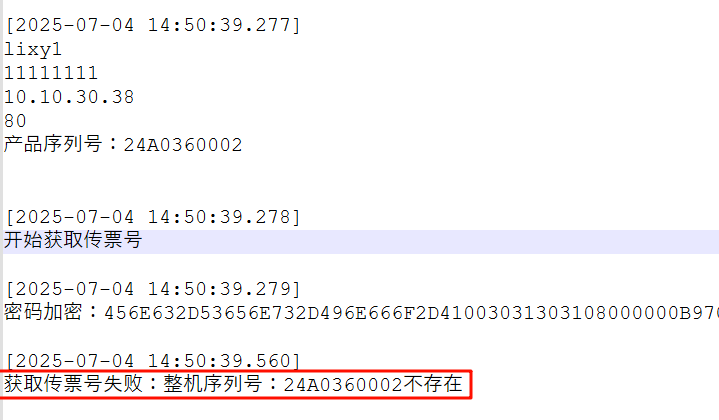 [2025-07-04 14:50:39.277]
lixy1
11111111
10.10.30.38
80
产品序列号：24A0360002
[2025-07-04 14:50:39.278]
开始获取传票号
[2025-07-04 14:50:39.279]
密码加密：456E632D53656E732D496E666F2D41003031303108000000B970
[2025-07-04 14:50:39.560]
获取传票号失败：整机序列号：24A0360002不存在